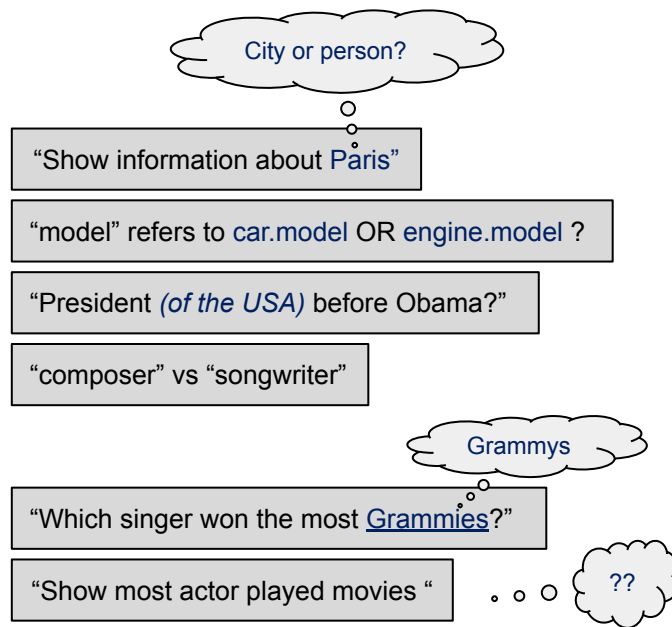 City or person?
“Show information about Paris”
“model” refers to car.model OR engine.model ?
“President (of the USA) before Obama?”
“composer” vs “songwriter”
Grammys
“Which singer won the most Grammies?”
“Show most actor played movies “
??